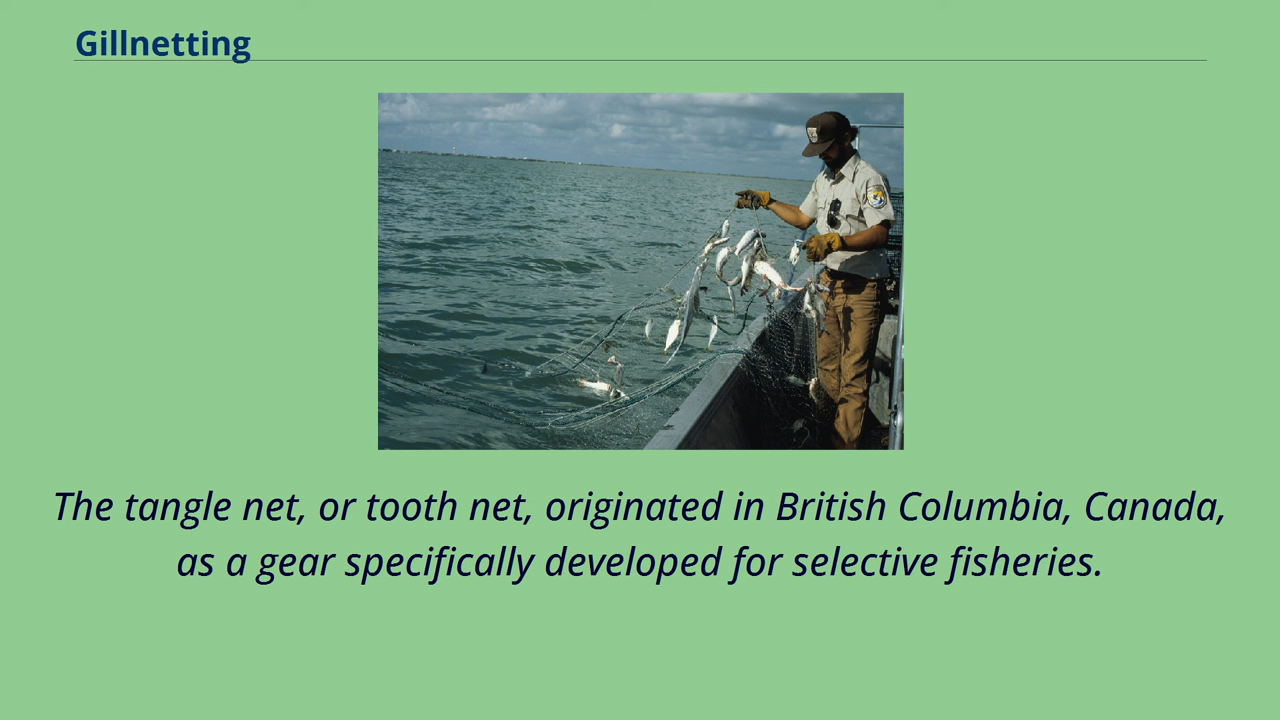 Gillnetting
The tangle net, or tooth net, originated in British Columbia, Canada,
as a gear specifically developed for selective fisheries.